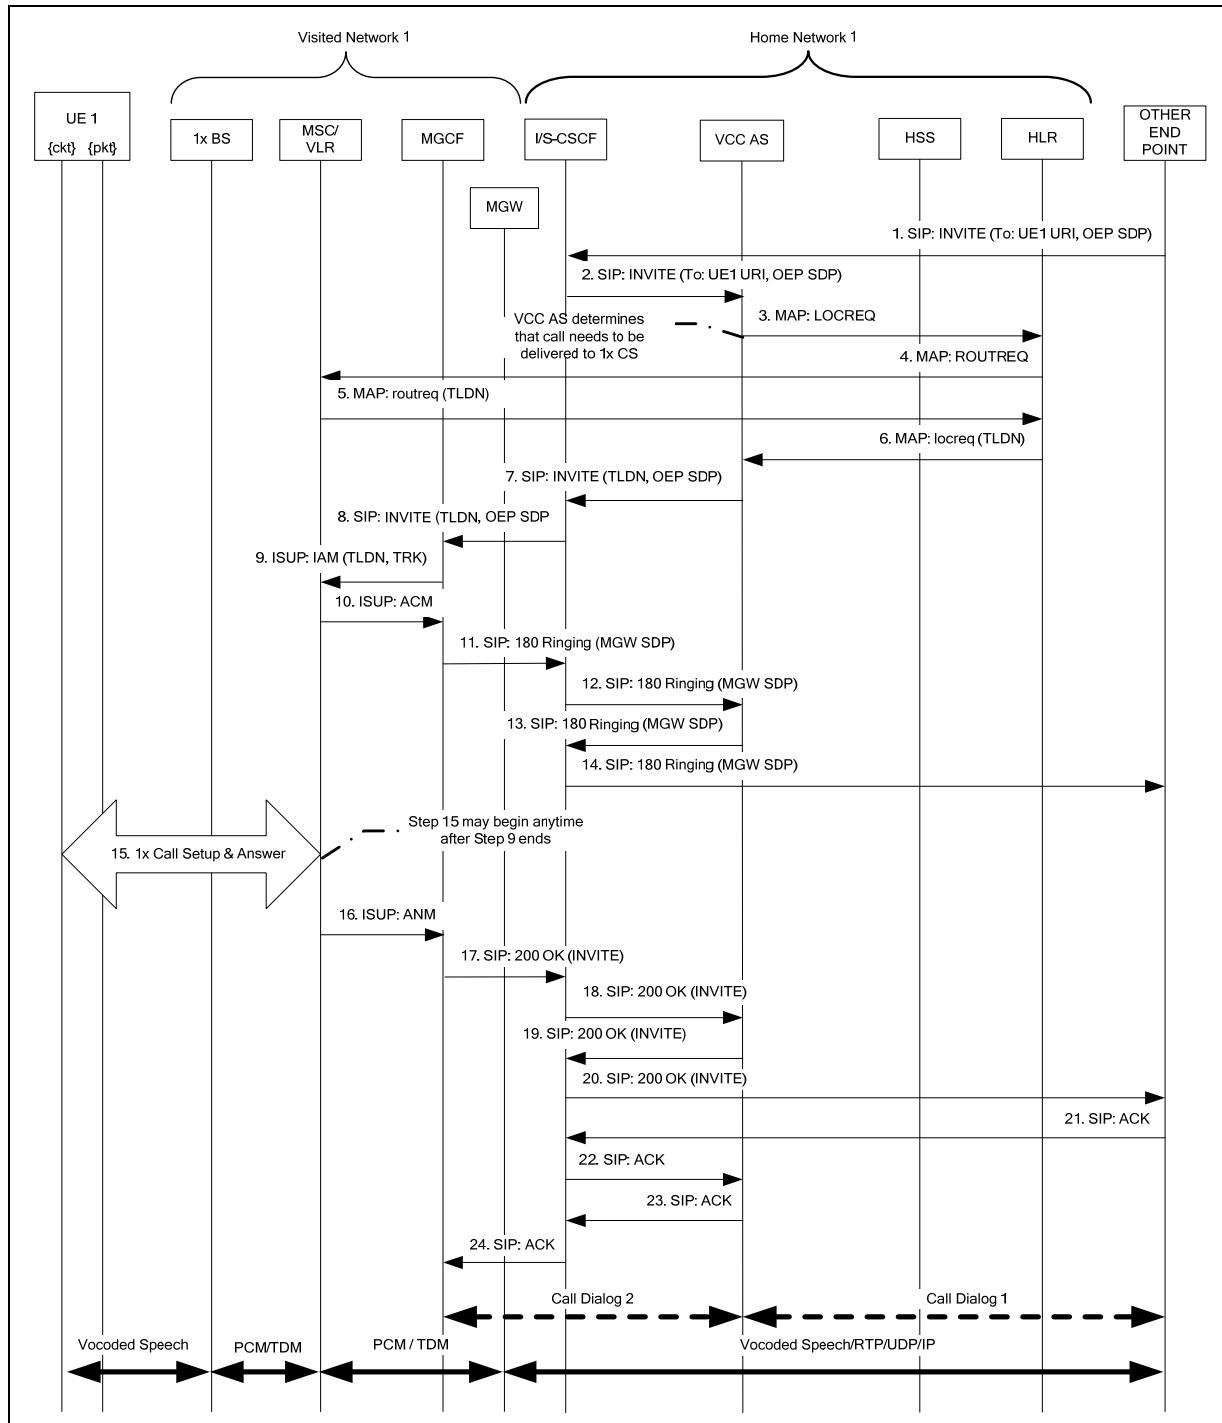 Visited Network 1
Home Network 1
UE 1
{ckt} {pkt}
1x BS
MSC/
VLR
MGCF
I/S-CSCF
VCC AS
HSS
HLR
OTHER
END
POINT
MGW
1. SIP: INVITE (To: UE1 URI, OEP SDP)
2. SIP: INVITE (To: UE1 URI, OEP SDP)
VCC AS determines
that call needs to be
delivered to 1x CS
3. MAP: LOCREQ
4. MAP: ROUTREQ
5. MAP: routreq (TLDN)
6. MAP: locreq (TLDN)
7. SIP: INVITE (TLDN, OEP SDP)
8. SIP: INVITE (TLDN, OEP SDP
9. ISUP: IAM (TLDN, TRK)
10. ISUP: ACM
11. SIP: 180 Ringing (MGW SDP)
12. SIP: 180 Ringing (MGW SDP)
13. SIP: 180 Ringing (MGW SDP)
14. SIP: 180 Ringing (MGW SDP)
Step 15 may begin anytime
after Step 9 ends
15. 1x Call Setup & Answer
16. ISUP: ANM
17. SIP: 200 OK (INVITE)
18. SIP: 200 OK (INVITE)
19. SIP: 200 OK (INVITE)
20. SIP: 200 OK (INVITE)
21. SIP: ACK
22. SIP: ACK
23. SIP: ACK
24. SIP: ACK
Call Dialog 2
Call Dialog 1
Vocoded Speech
PCM/TDM
PCM / TDM
Vocoded Speech/RTP/UDP/IP